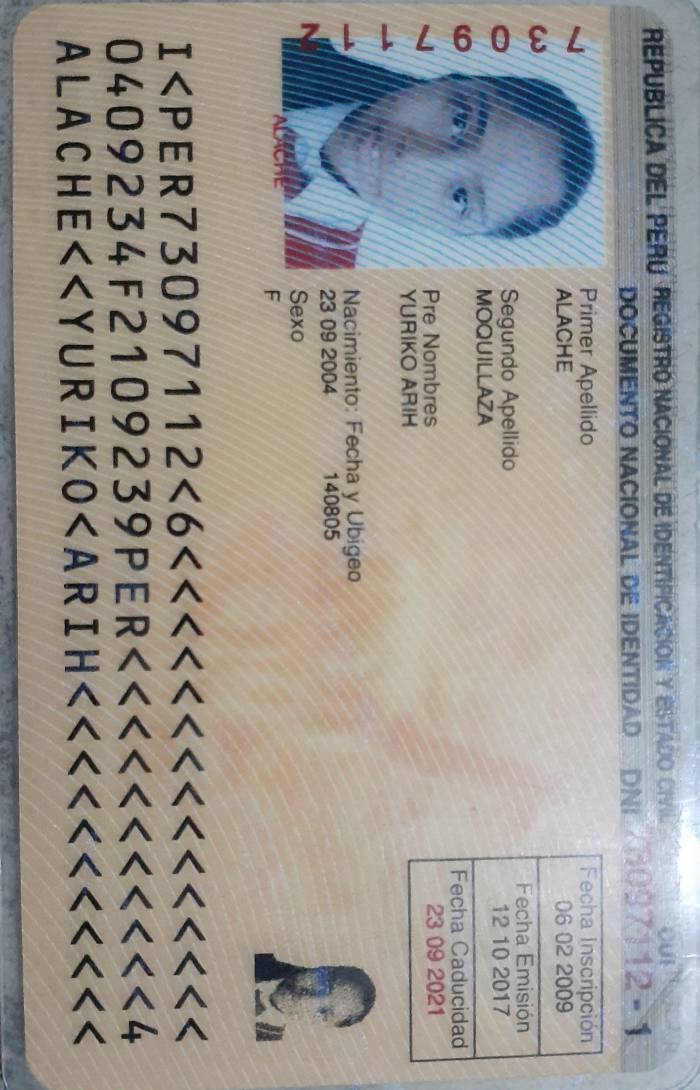 REPUBLICA DEL PERU REGISTRO NACIONAL DE IDENTIFICACION Y ESTADO CIVIL
DOCUMENTO NACIONAL DE IDENTIDAD DNI 73097112 - 1
73097112
ALACHE
Primer Apellido
ALACHE
Segundo Apellido
MOQUILLAZA
Pre Nombres
YURIKO ARIH
Nacimiento: Fecha y Ubigeo
23 09 2004 140805
Sexo
F
Fecha Inscripción
06 02 2009
Fecha Emisión
12 10 2017
Fecha Caducidad
23 09 2021
I<PER73097112<6<<<<<<<<<<<<<<<
0409234F2109239PER<<<<<<<<<<<4
ALACHE<<YURIKO<ARIH<<<<<<<<<<<